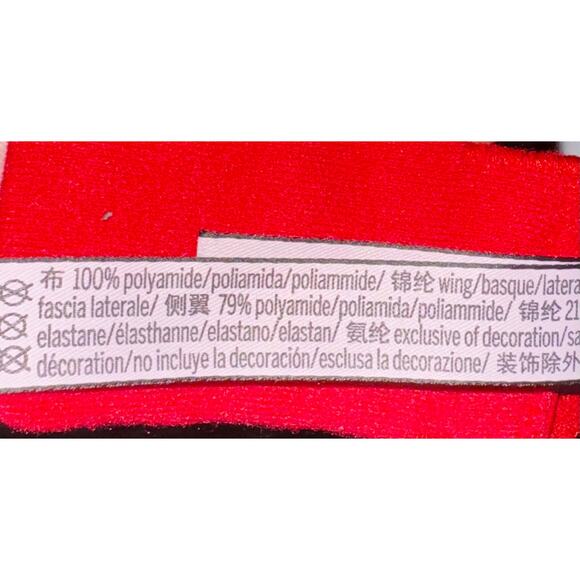 布 100% polyamide/poliamida/poliammide/ 锦纶 wing/basque/latera
fascia laterale/ 侧翼 79% polyamide/poliamida/poliammide/ 锦纶 21
elastane/élasthanne/elastano/elastan/ 氨纶 exclusive of decoration/sa
décoration/no incluye la decoración/esclusa la decorazione/ 装饰除外